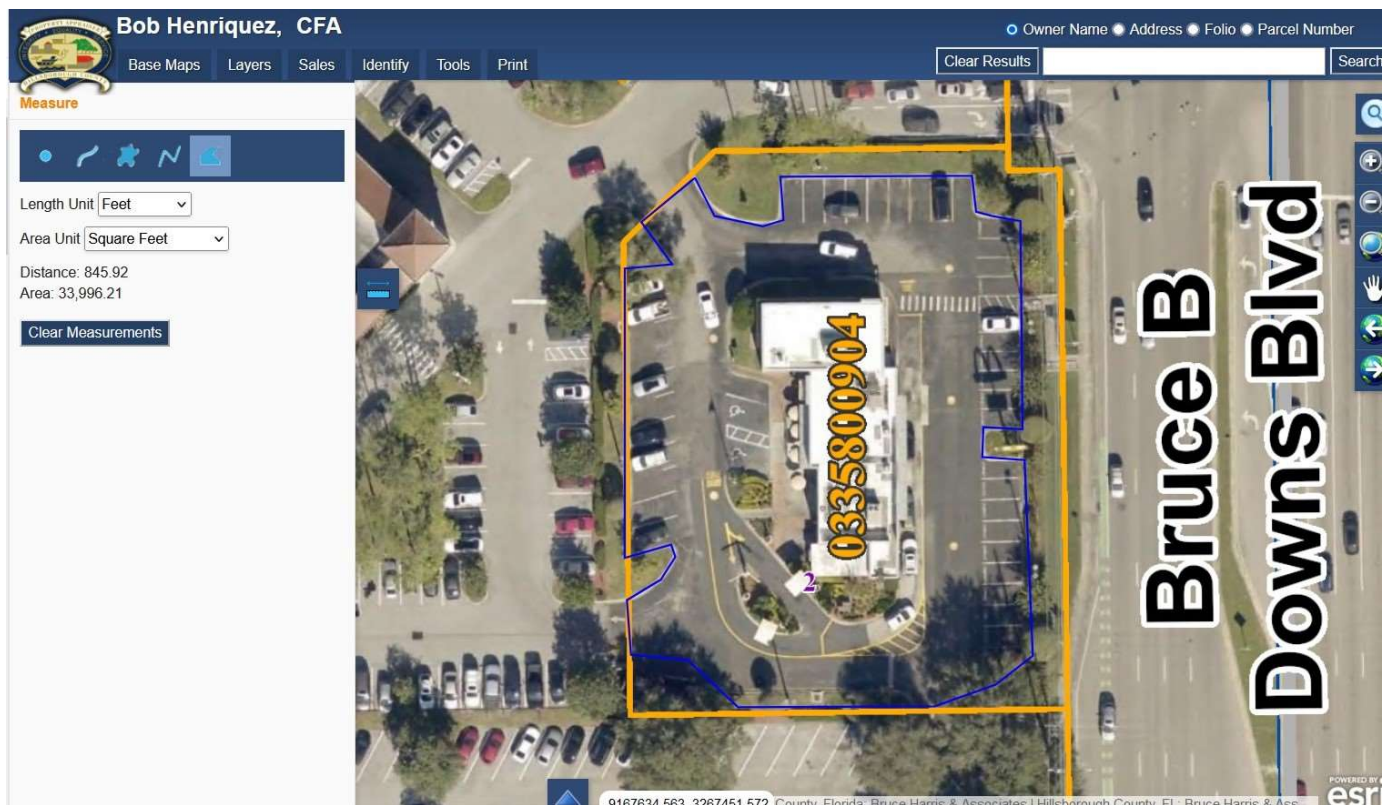 Bob Henriquez, CFA
Owner Name Address Folio Parcel Number
Base Maps Layers Sales Identify Tools Print
Clear Results Search
Measure
Length Unit Feet
Area Unit Square Feet
Distance: 845.92
Area: 33,996.21
Clear Measurements
0335800904
2
Bruce B
Downs Blvd
POWERED BY
esri
9167634.563, 3267451.572 County, Florida; Bruce Harris & Associates | Hillsborough County, FL; Bruce Harris & Ass